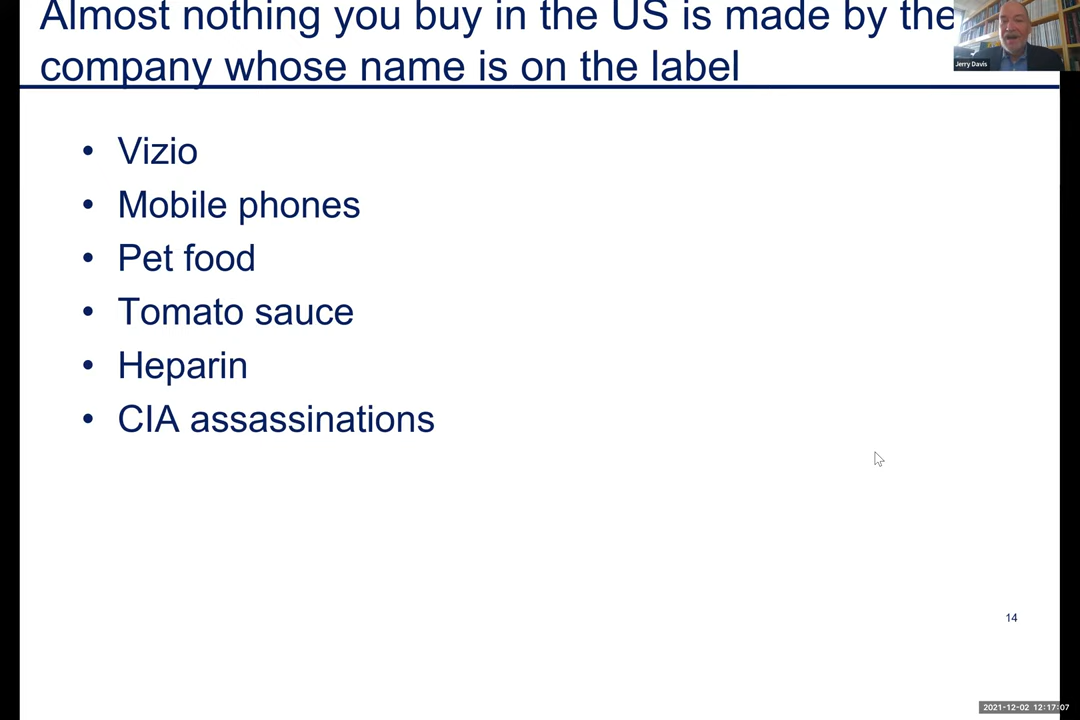 Almost nothing you buy in the US is made by the
company whose name is on the label
Jerry Davis
• Vizio
• Mobile phones
• Pet food
• Tomato sauce
• Heparin
• CIA assassinations
14
2021-12-02 12:17:07